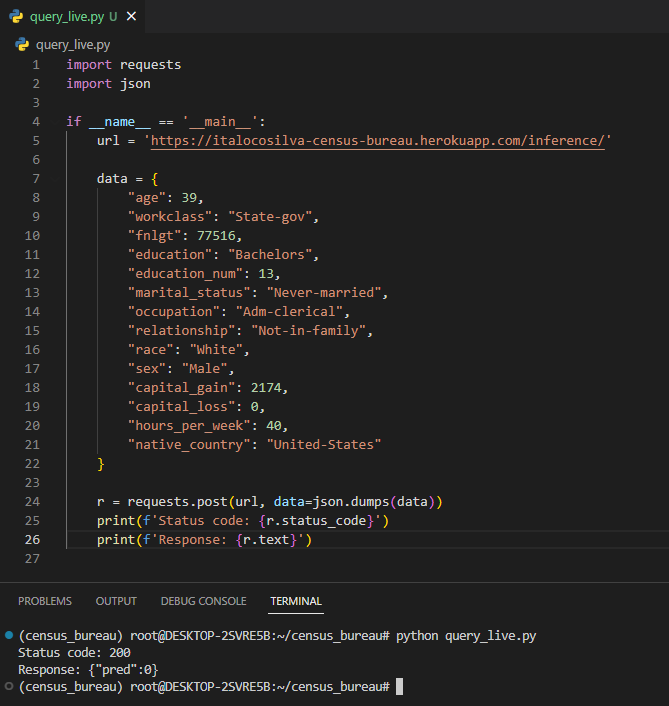 query_live.py U
query_live.py
1 import requests
2 import json
3
4 if __name__ == '__main__':
5     url = 'https://italocosilva-census-bureau.herokuapp.com/inference/'
6
7     data = {
8         "age": 39,
9         "workclass": "State-gov",
10         "fnlgt": 77516,
11         "education": "Bachelors",
12         "education_num": 13,
13         "marital_status": "Never-married",
14         "occupation": "Adm-clerical",
15         "relationship": "Not-in-family",
16         "race": "White",
17         "sex": "Male",
18         "capital_gain": 2174,
19         "capital_loss": 0,
20         "hours_per_week": 40,
21         "native_country": "United-States"
22     }
23
24     r = requests.post(url, data=json.dumps(data))
25     print(f'Status code: {r.status_code}')
26     print(f'Response: {r.text}')
27
PROBLEMS OUTPUT DEBUG CONSOLE TERMINAL
(census_bureau) root@DESKTOP-2SVRE5B:~/census_bureau# python query_live.py
Status code: 200
Response: {"pred":0}
(census_bureau) root@DESKTOP-2SVRE5B:~/census_bureau#